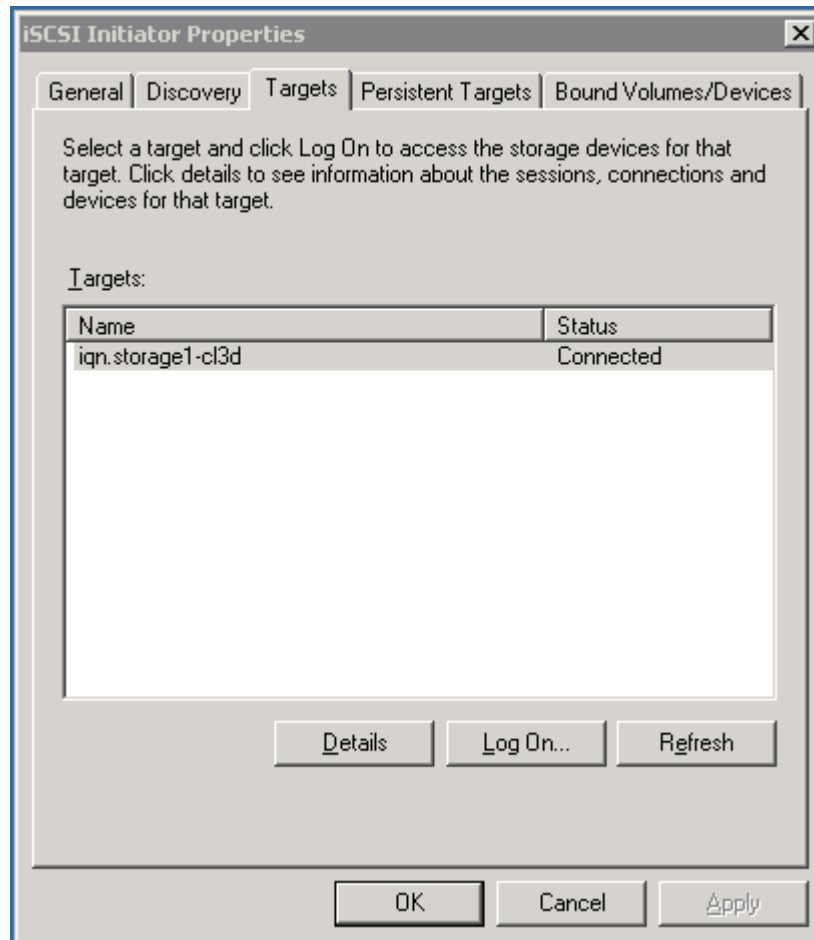 iSCSI Initiator Properties
General Discovery Targets Persistent Targets Bound Volumes/Devices
Select a target and click Log On to access the storage devices for that
target. Click details to see information about the sessions, connections and
devices for that target.
Targets:
Name Status
iqn.storage1-cl3d Connected
Details Log On... Refresh
OK Cancel Apply